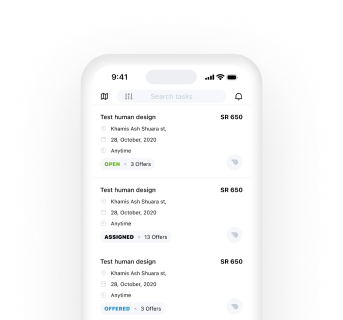 9:41
Search tasks
Test human design SR 650
Khamis Ash Shuara st,
28, October, 2020
Anytime
OPEN - 3 Offers
Test human design SR 650
Khamis Ash Shuara st,
28, October, 2020
Anytime
ASSIGNED - 13 Offers
Test human design SR 650
Khamis Ash Shuara st,
28, October, 2020
Anytime
OFFERED - 3 Offers